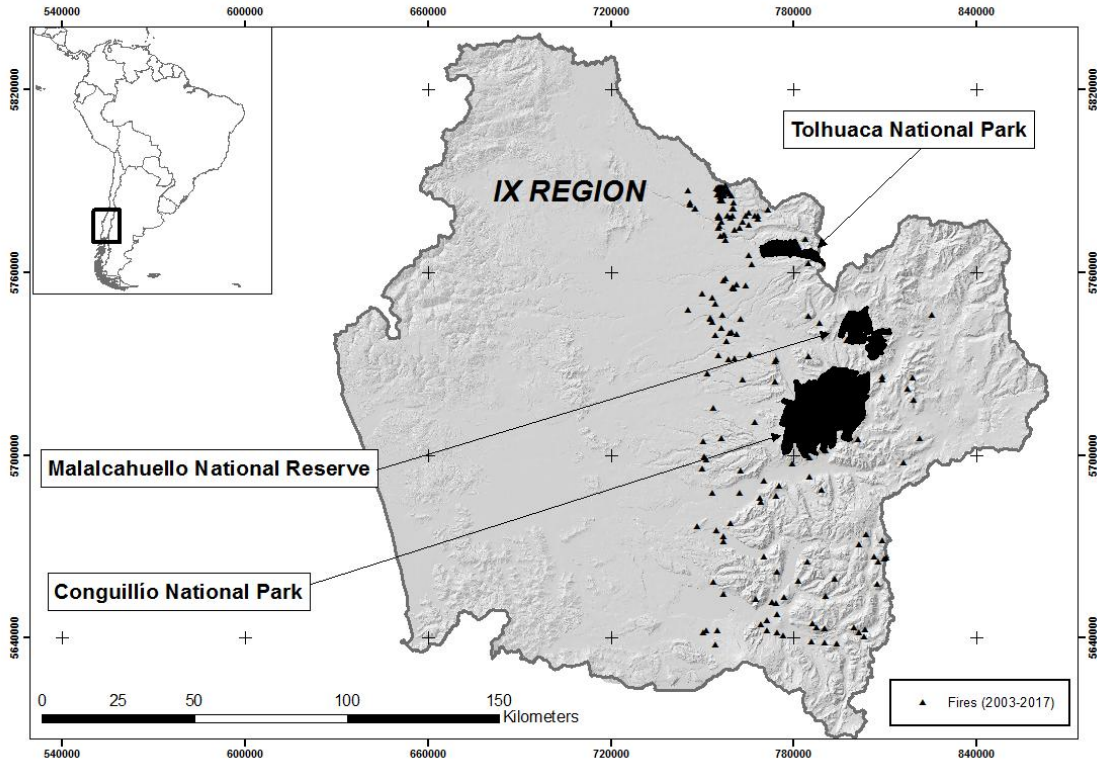 540000 600000 660000 720000 780000 840000
5820000 5820000
Tolhuaca National Park
IX REGION
5760000 5760000
5700000 5700000
Malalcahuello National Reserve
Conguillío National Park
5640000 5640000
0 25 50 100 150
Kilometers
Fires (2003-2017)
540000 600000 660000 720000 780000 840000